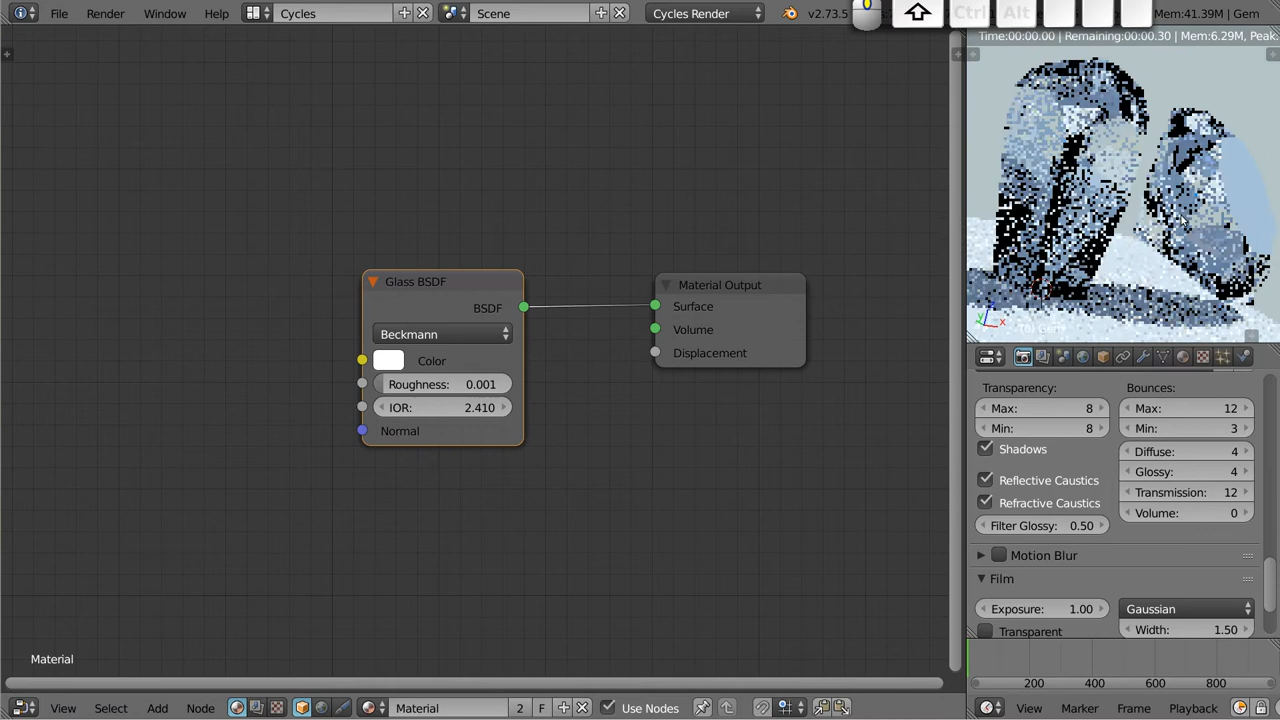 File Render Window Help Cycles Scene Cycles Render v2.73.5 Ctrl Alt Mem:41.39M | Gem
Time:00:00.00 | Remaining:00:00.30 | Mem:6.29M, Peak:
Glass BSDF
BSDF
Beckmann
Color
Roughness: 0.001
IOR: 2.410
Normal
Material Output
Surface
Volume
Displacement
Material
z
y
x
Transparency: Bounces:
Max: 8 Max: 12
Min: 8 Min: 3
Shadows Diffuse: 4
Glossy: 4
Reflective Caustics Transmission: 12
Refractive Caustics Volume: 0
Filter Glossy: 0.50
Motion Blur
Film
Exposure: 1.00 Gaussian
Transparent Width: 1.50
200 400 600 800
View Select Add Node Material 2 F Use Nodes View Marker Frame Playback